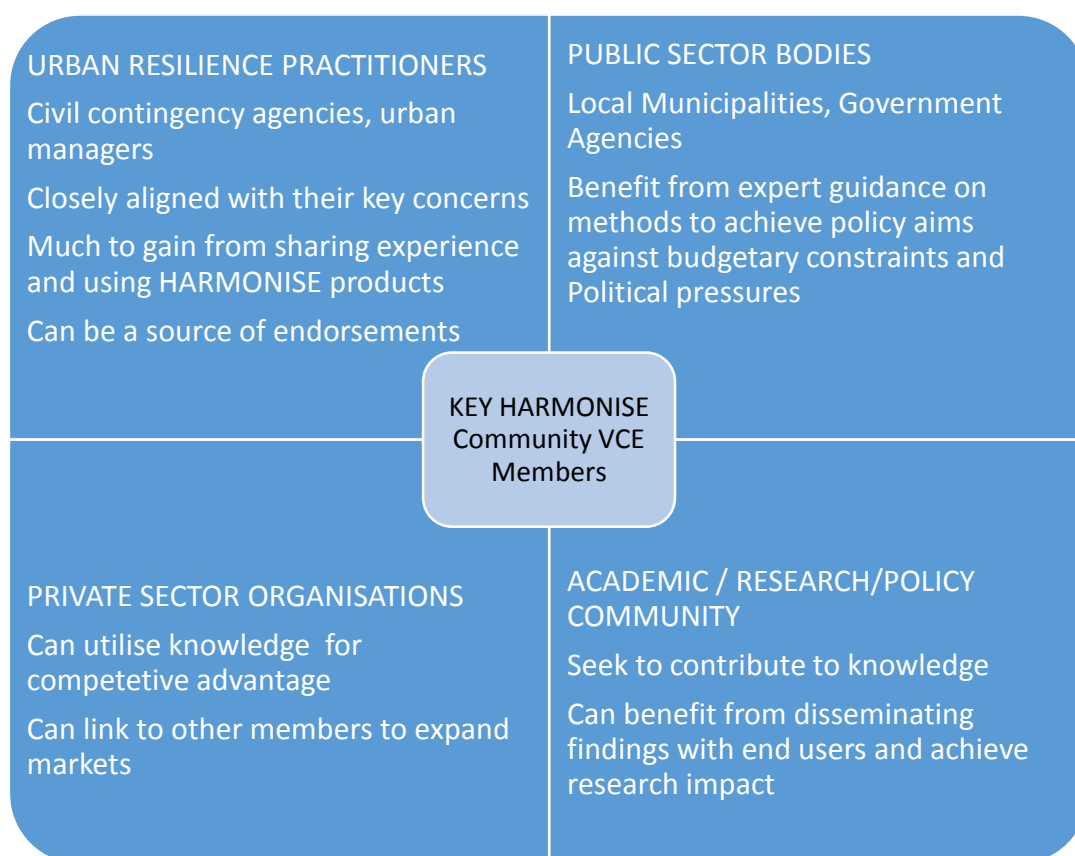 URBAN RESILIENCE PRACTITIONERS
Civil contingency agencies, urban
managers
Closely aligned with their key concerns
Much to gain from sharing experience
and using HARMONISE products
Can be a source of endorsements
PUBLIC SECTOR BODIES
Local Municipalities, Government
Agencies
Benefit from expert guidance on
methods to achieve policy aims
against budgetary constraints and
Political pressures
KEY HARMONISE
Community VCE
Members
PRIVATE SECTOR ORGANISATIONS
Can utilise knowledge for
competetive advantage
Can link to other members to expand
markets
ACADEMIC / RESEARCH/POLICY
COMMUNITY
Seek to contribute to knowledge
Can benefit from disseminating
findings with end users and achieve
research impact